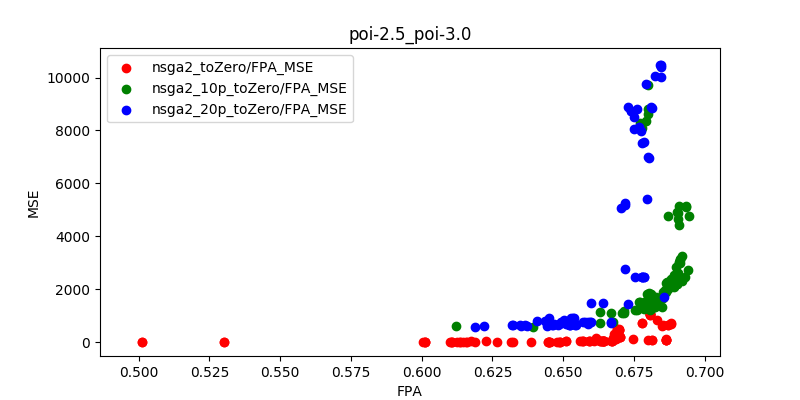 poi-2.5_poi-3.0
nsga2_toZero/FPA_MSE
nsga2_10p_toZero/FPA_MSE
nsga2_20p_toZero/FPA_MSE
MSE
10000
8000
6000
4000
2000
0
0.500 0.525 0.550 0.575 0.600 0.625 0.650 0.675 0.700
FPA